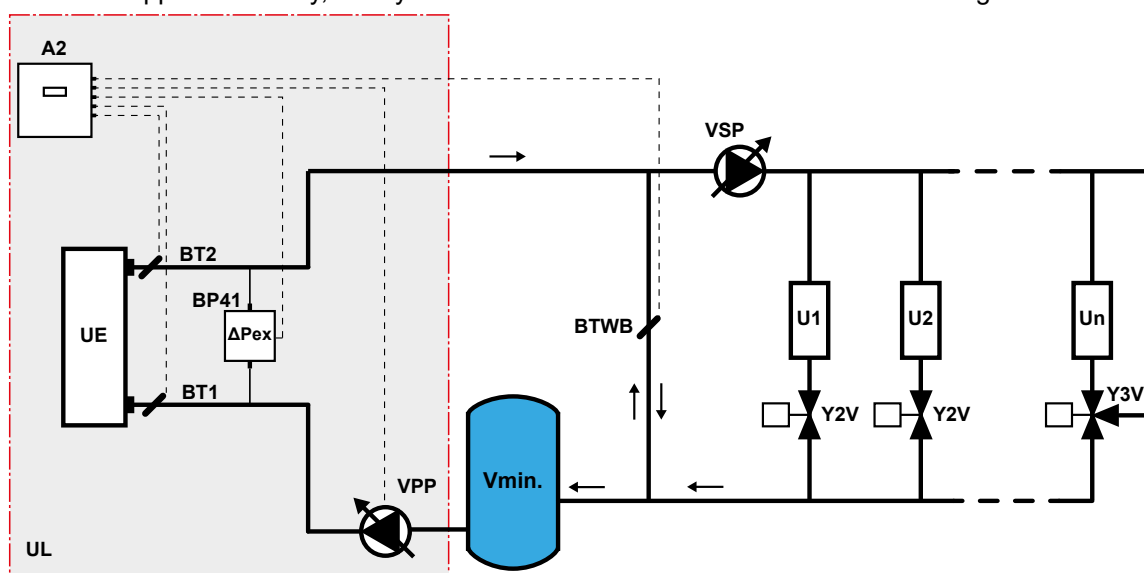 A2
VSP
BT2
BP41
ΔPex
UE
BTWB
U1
U2
Un
BT1
Y2V
Y2V
Y3V
Vmin.
VPP
UL